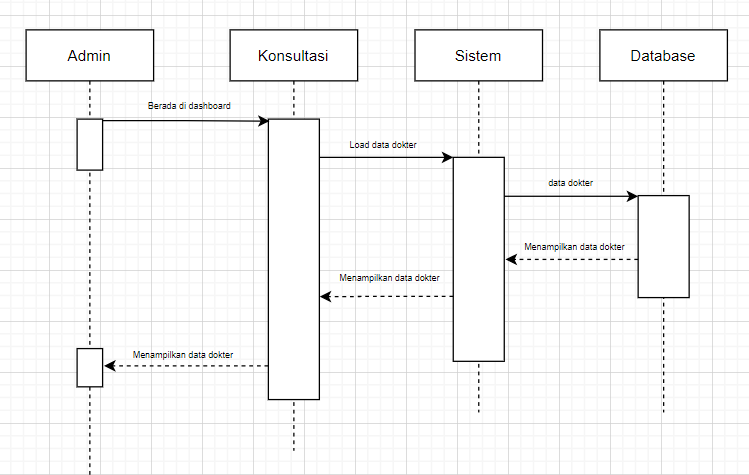 Admin
Konsultasi
Sistem
Database
Berada di dashboard
Load data dokter
data dokter
Menampilkan data dokter
Menampilkan data dokter
Menampilkan data dokter